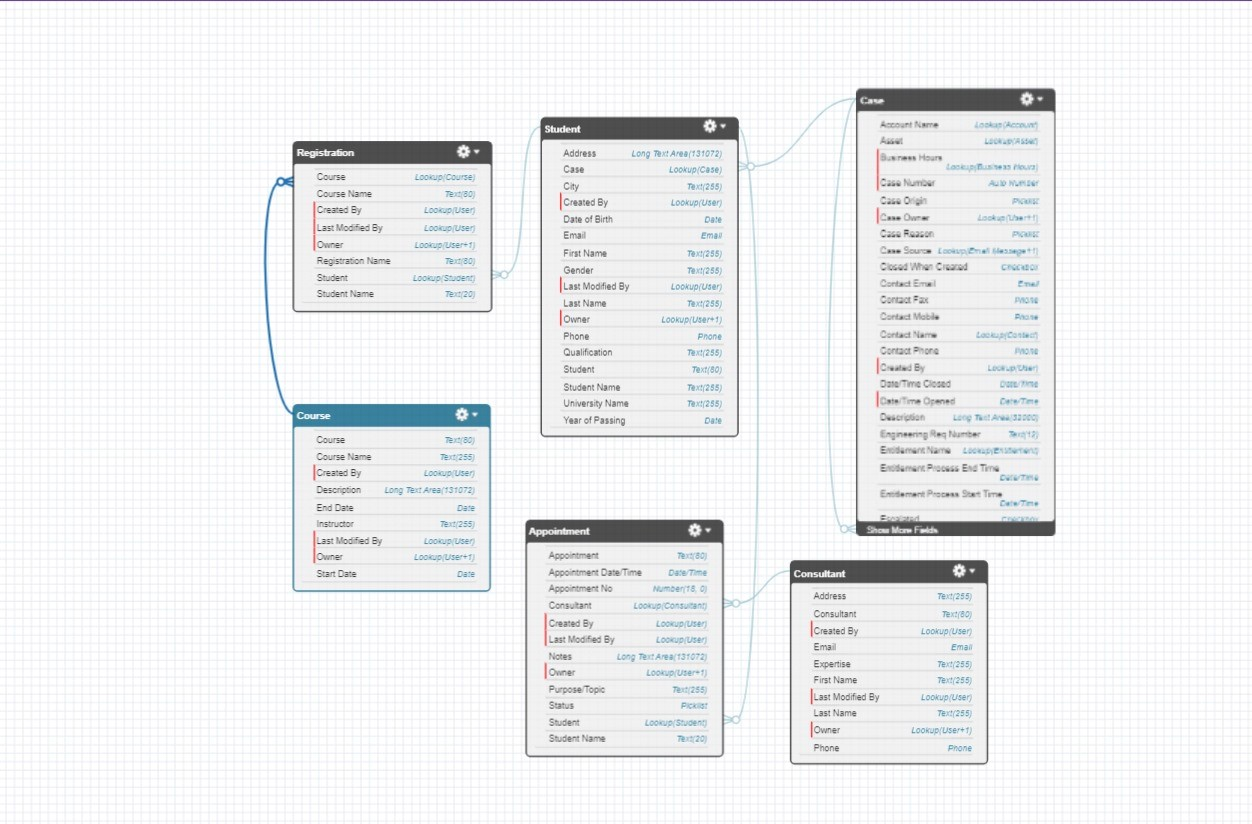 Registration
Course Lookup(Course)
Course Name Text(80)
Created By Lookup(User)
Last Modified By Lookup(User)
Owner Lookup(User+1)
Registration Name Text(80)
Student Lookup(Student)
Student Name Text(20)
Course
Course Text(80)
Course Name Text(255)
Created By Lookup(User)
Description Long Text Area(131072)
End Date Date
Instructor Text(255)
Last Modified By Lookup(User)
Owner Lookup(User+1)
Start Date Date
Student
Address Long Text Area(131072)
Case Lookup(Case)
City Text(255)
Created By Lookup(User)
Date of Birth Date
Email Email
First Name Text(255)
Gender Text(255)
Last Modified By Lookup(User)
Last Name Text(255)
Owner Lookup(User+1)
Phone Phone
Qualification Text(255)
Student Text(80)
Student Name Text(255)
University Name Text(255)
Year of Passing Date
Appointment
Appointment Text(80)
Appointment Date/Time Date/Time
Appointment No Number(18, 0)
Consultant Lookup(Consultant)
Created By Lookup(User)
Last Modified By Lookup(User)
Notes Long Text Area(131072)
Owner Lookup(User+1)
Purpose/Topic Text(255)
Status Picklist
Student Lookup(Student)
Student Name Text(20)
Case
Account Name Lookup(Account)
Asset Lookup(Asset)
Business Hours
Lookup(Business Hours)
Case Number Auto Number
Case Origin Picklist
Case Owner Lookup(User+1)
Case Reason Picklist
Case Source Lookup(Email Message+1)
Closed When Created Checkbox
Contact Email Email
Contact Fax Phone
Contact Mobile Phone
Contact Name Lookup(Contact)
Contact Phone Phone
Created By Lookup(User)
Date/Time Closed Date/Time
Date/Time Opened Date/Time
Description Long Text Area(32000)
Engineering Req Number Text(12)
Entitlement Name Lookup(Entitlement)
Entitlement Process End Time
Date/Time
Entitlement Process Start Time
Date/Time
Escalated Checkbox
Show More Fields
Consultant
Address Text(255)
Consultant Text(80)
Created By Lookup(User)
Email Email
Expertise Text(255)
First Name Text(255)
Last Modified By Lookup(User)
Last Name Text(255)
Owner Lookup(User+1)
Phone Phone